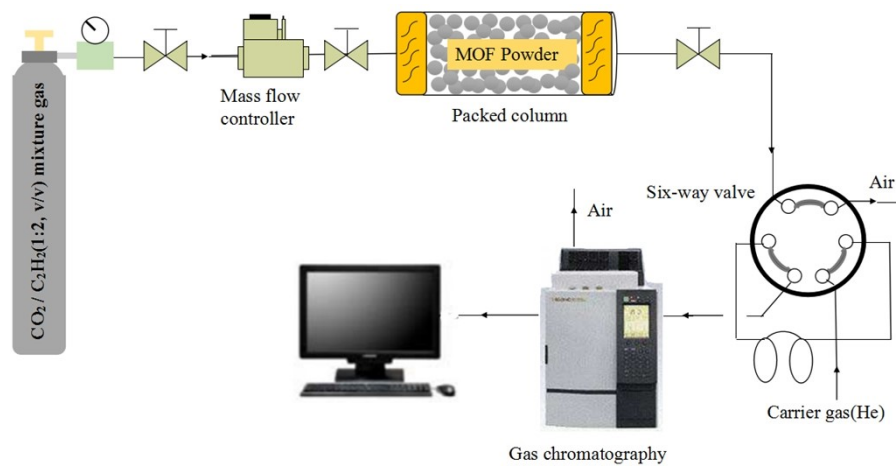 CO₂ / C₂H₂(1:2, v/v) mixture gas
Mass flow
controller
MOF Powder
Packed column
Six-way valve
Air
Air
Carrier gas(He)
Gas chromatography